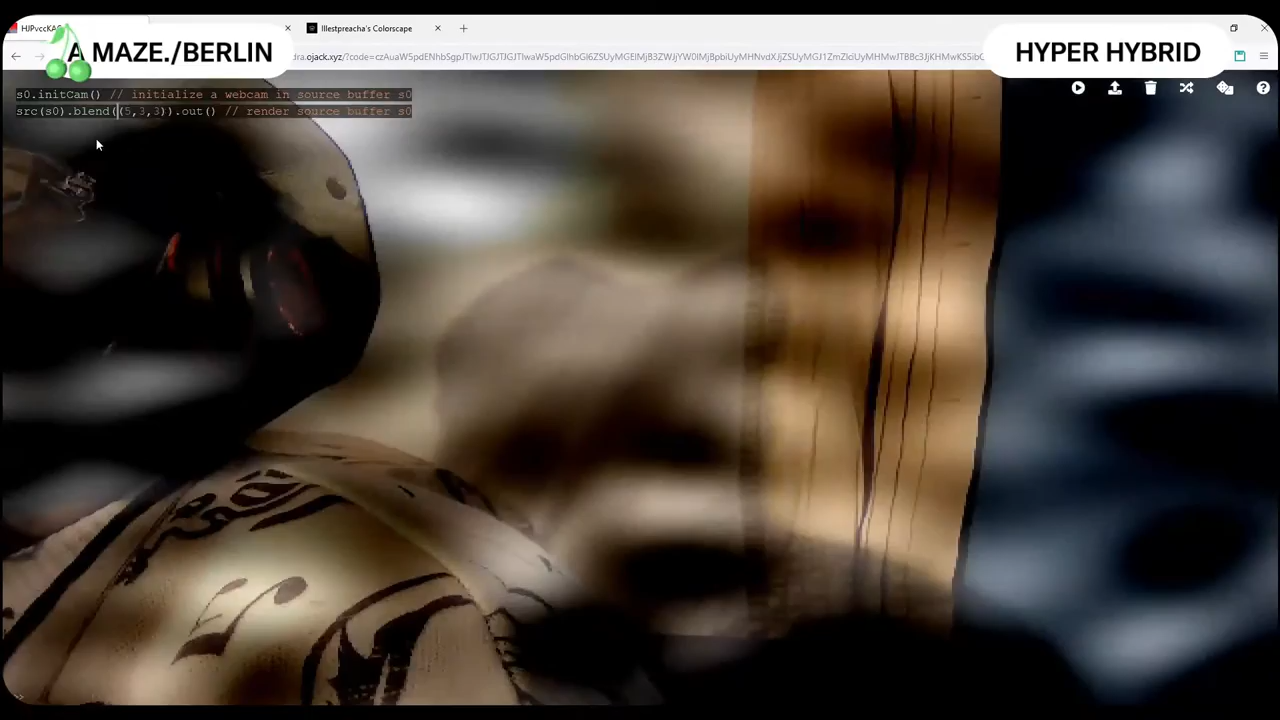 A MAZE./BERLIN
HYPER HYBRID
Illestpreacha's Colorscape
s0.initCam() // initialize a webcam in source buffer s0
src(s0).blend((5,3,3)).out() // render source buffer s0